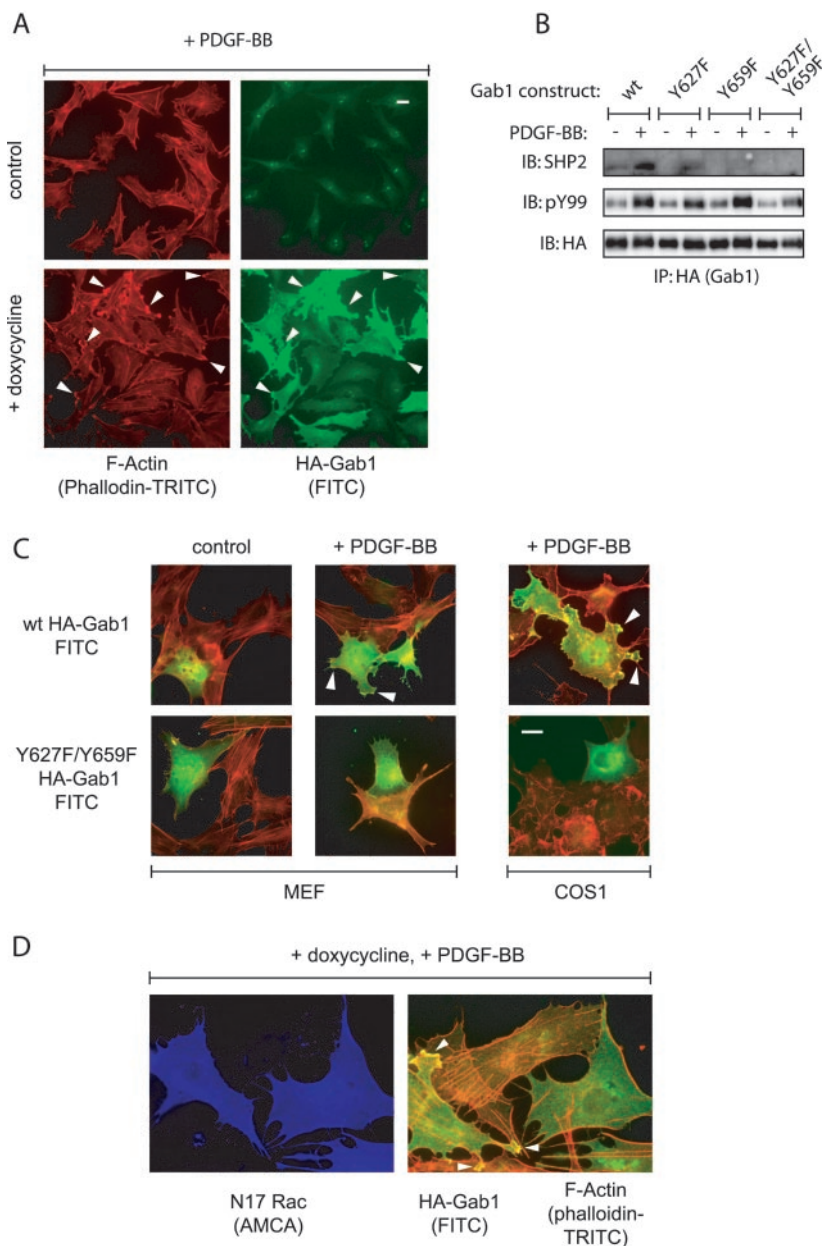 A
+ PDGF-BB
control
+ doxycycline
F-Actin
(Phallodin-TRITC)
HA-Gab1
(FITC)
B
Gab1 construct:
wt
Y627F
Y659F
Y627F/
Y659F
PDGF-BB:
- + - + - + - +
IB: SHP2
IB: pY99
IB: HA
IP: HA (Gab1)
C
control
+ PDGF-BB
+ PDGF-BB
wt HA-Gab1
FITC
Y627F/Y659F
HA-Gab1
FITC
MEF
COS1
D
+ doxycycline, + PDGF-BB
N17 Rac
(AMCA)
HA-Gab1
(FITC)
F-Actin
(phalloidin-
TRITC)